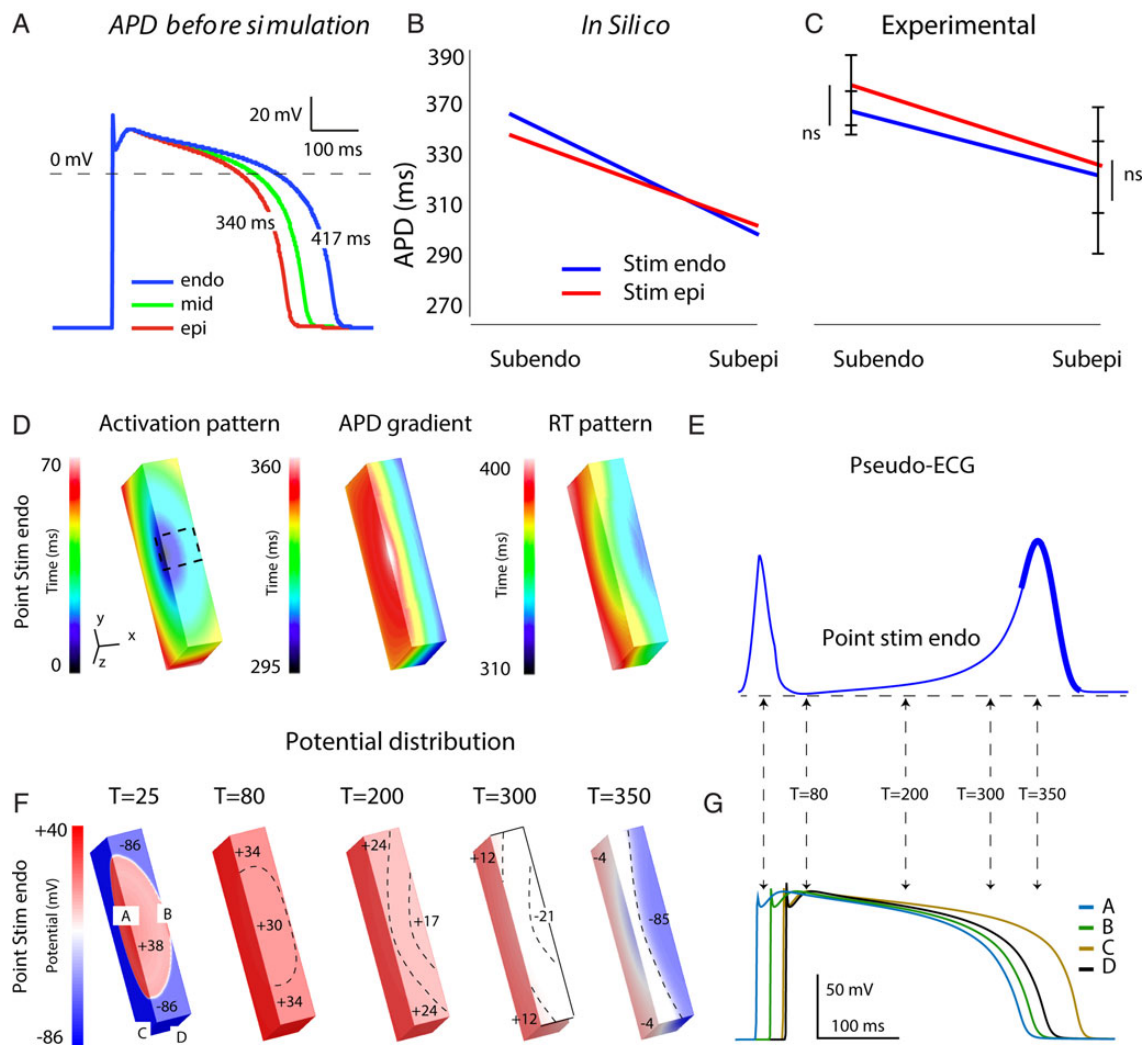 A APD before simulation
20 mV
100 ms
0 mV
340 ms
417 ms
endo
mid
epi
B In Silico
390
370
330
310
290
270
APD (ms)
Stim endo
Stim epi
Subendo Subepi
C Experimental
ns
ns
Subendo Subepi
D
Activation pattern APD gradient RT pattern
Point Stim endo
70
Time (ms)
0
y
x
z
360
Time (ms)
295
400
Time (ms)
310
E
Pseudo-ECG
Point stim endo
Potential distribution
F T=25 T=80 T=200 T=300 T=350
Point Stim endo
+40
Potential (mV)
-86
-86
A B
+38
-86
C D
+34
+30
+34
+24
+17
+24
+12
-21
+12
-4
-85
-4
T=80 T=200 T=300 T=350
G
A
B
C
D
50 mV
100 ms